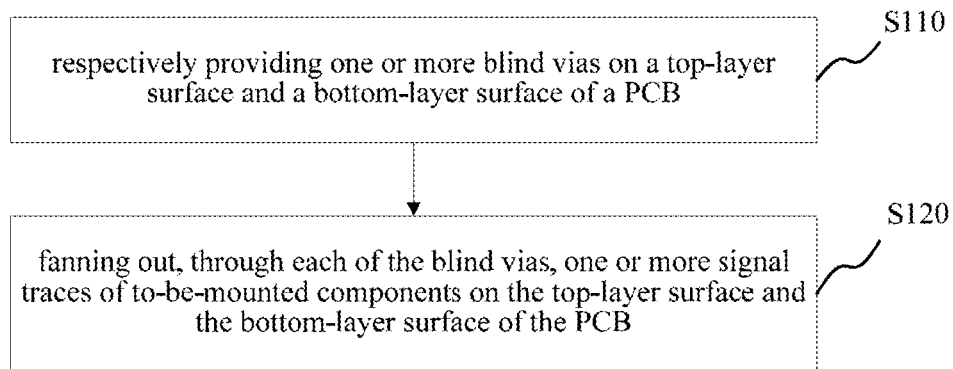 S110
respectively providing one or more blind vias on a top-layer
surface and a bottom-layer surface of a PCB
S120
fanning out, through each of the blind vias, one or more signal
traces of to-be-mounted components on the top-layer surface and
the bottom-layer surface of the PCB